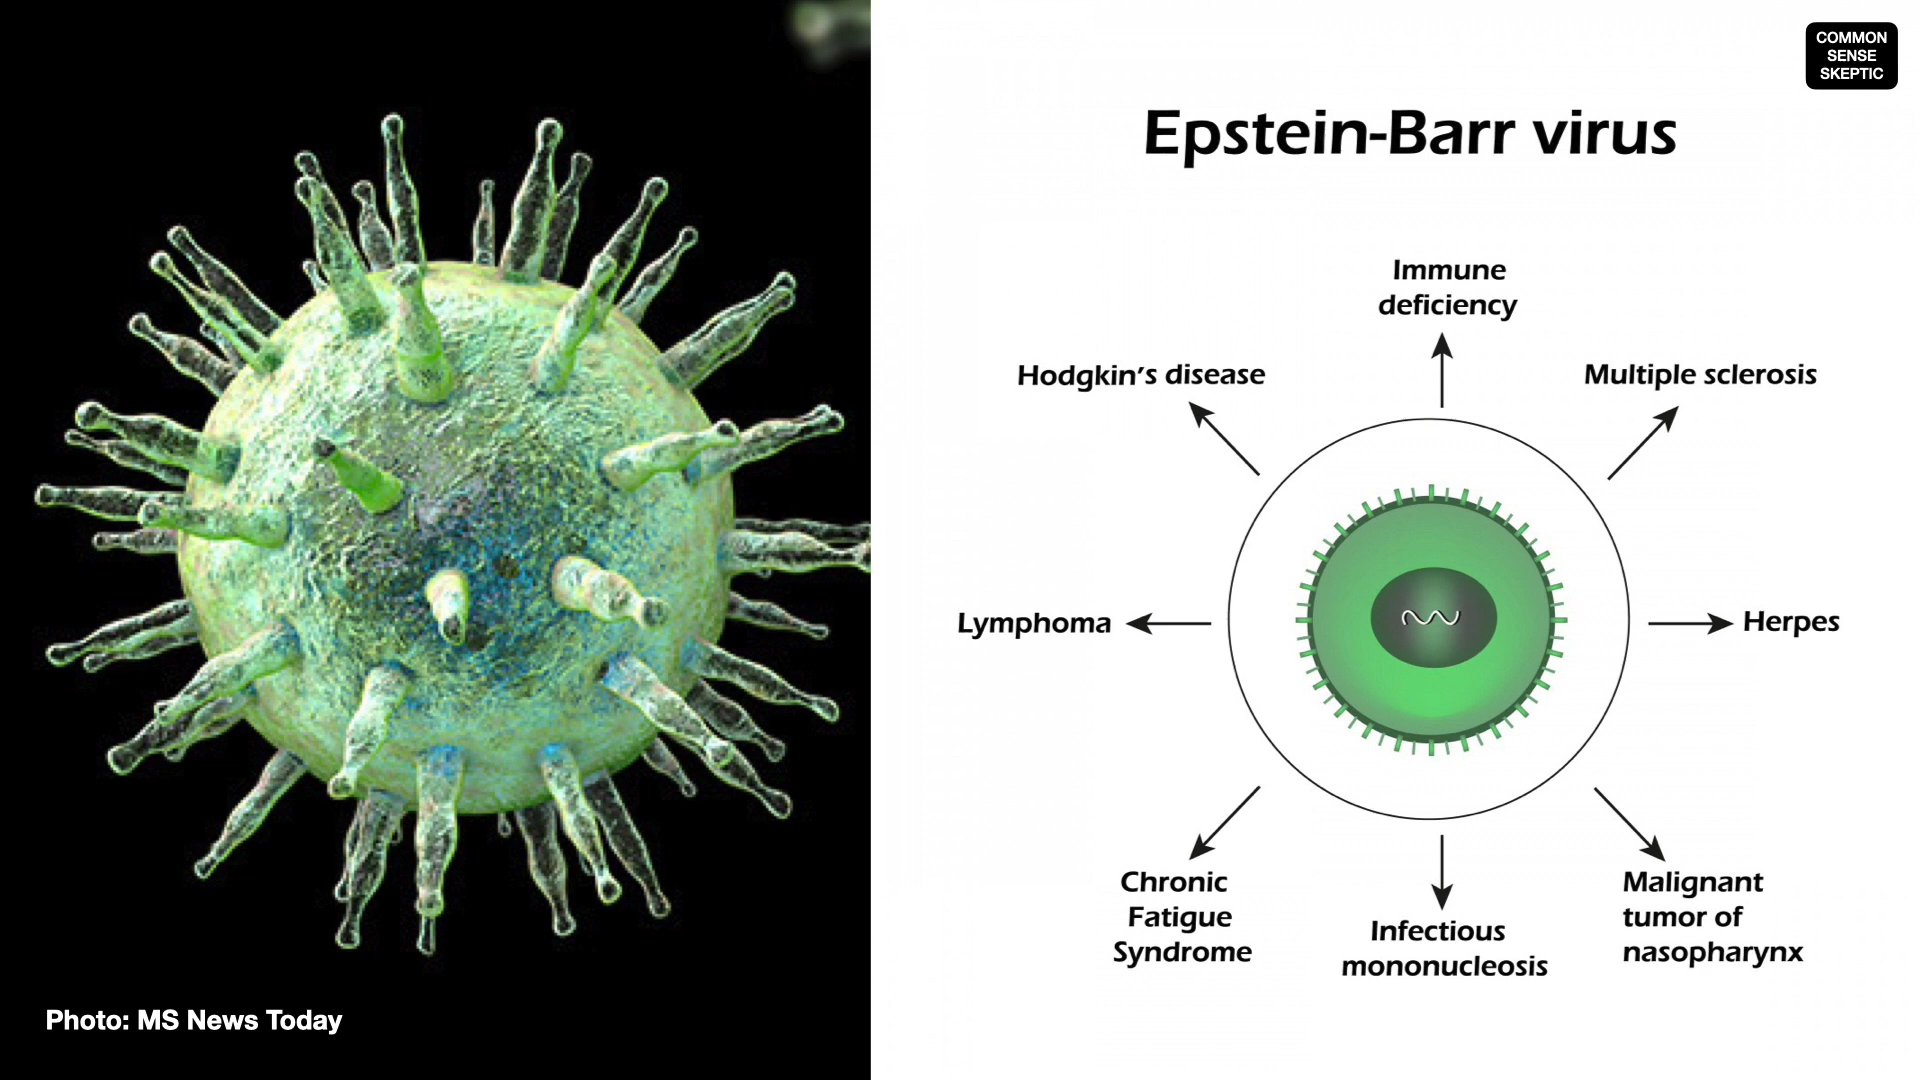 COMMON
SENSE
SKEPTIC
Epstein-Barr virus
Immune
deficiency
Hodgkin's disease
Multiple sclerosis
Lymphoma
Herpes
Chronic
Fatigue
Syndrome
Infectious
mononucleosis
Malignant
tumor of
nasopharynx
Photo: MS News Today